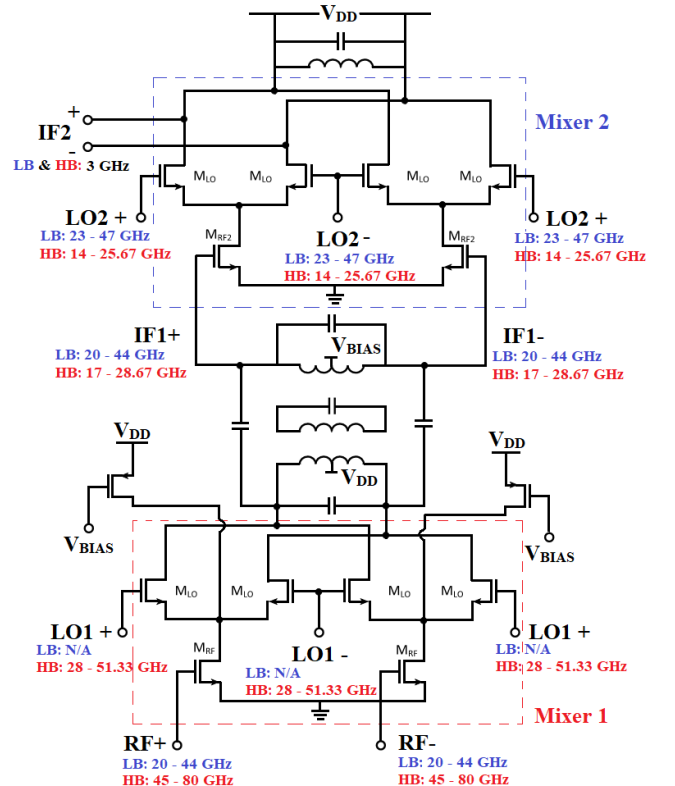 VDD
+
IF2
-
LB & HB: 3 GHz
Mixer 2
MLO
MLO
MLO
MLO
LO2 +
LB: 23 - 47 GHz
HB: 14 - 25.67 GHz
MRF2
LO2 -
LB: 23 - 47 GHz
HB: 14 - 25.67 GHz
MRF2
LO2 +
LB: 23 - 47 GHz
HB: 14 - 25.67 GHz
IF1+
LB: 20 - 44 GHz
HB: 17 - 28.67 GHz
VBIAS
IF1-
LB: 20 - 44 GHz
HB: 17 - 28.67 GHz
VDD
VDD
VDD
VBIAS
VBIAS
MLO
MLO
MLO
MLO
LO1 +
LB: N/A
HB: 28 - 51.33 GHz
MRF
LO1 -
LB: N/A
HB: 28 - 51.33 GHz
MRF
LO1 +
LB: N/A
HB: 28 - 51.33 GHz
Mixer 1
RF+
LB: 20 - 44 GHz
HB: 45 - 80 GHz
RF-
LB: 20 - 44 GHz
HB: 45 - 80 GHz